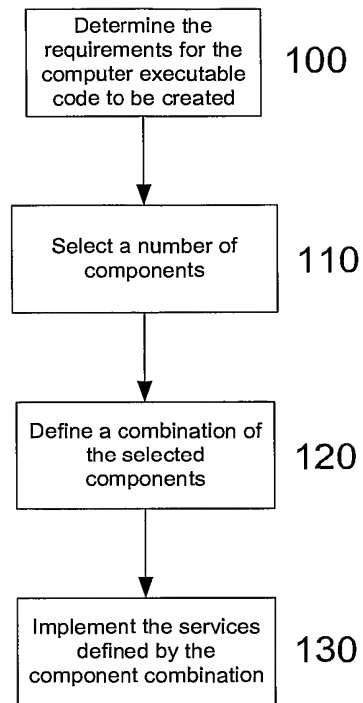 Determine the
requirements for the
computer executable
code to be created
100
Select a number of
components
110
Define a combination of
the selected
components
120
Implement the services
defined by the
component combination
130